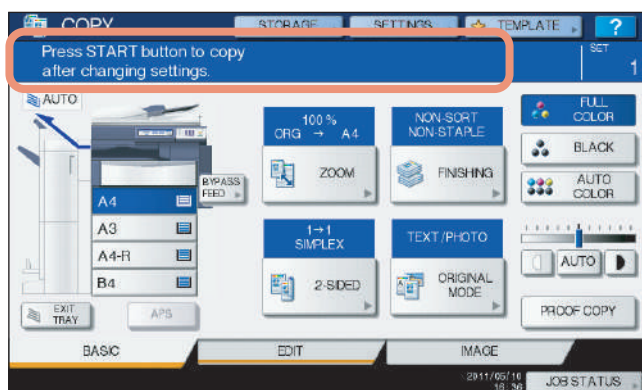 COPY
STORAGE
SETTINGS
TEMPLATE
?
Press START button to copy
after changing settings.
SET
1
AUTO
100 %
ORG → A4
ZOOM
NON-SORT
NON-STAPLE
FINISHING
FULL
COLOR
BLACK
AUTO
COLOR
BYPASS
FEED
A4
A3
A4-R
B4
1→1
SIMPLEX
2-SIDED
TEXT/PHOTO
ORIGINAL
MODE
AUTO
EXIT
TRAY
APS
PROOF COPY
BASIC
EDIT
IMAGE
2011/05/10
16:36
JOB STATUS